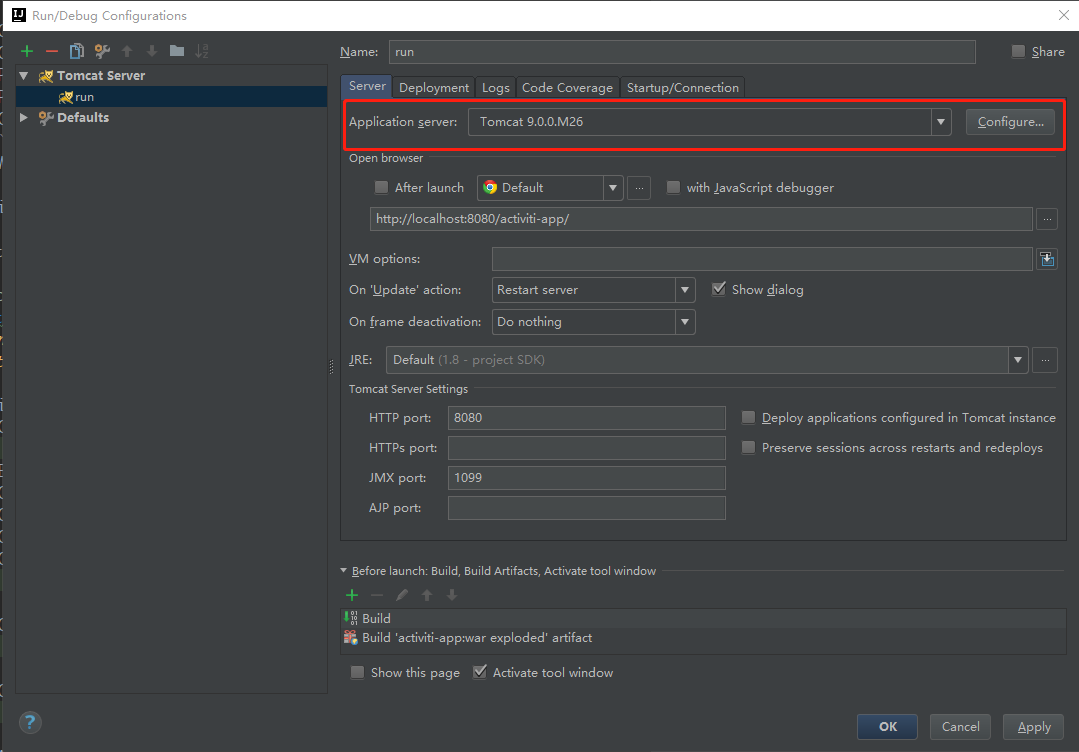 Run/Debug Configurations
Name: run Share
Tomcat Server
run
Defaults
Server Deployment Logs Code Coverage Startup/Connection
Application server: Tomcat 9.0.0.M26 Configure...
Open browser
After launch Default ... with JavaScript debugger
http://localhost:8080/activiti-app/ ...
VM options:
On 'Update' action: Restart server Show dialog
On frame deactivation: Do nothing
JRE: Default (1.8 - project SDK) ...
Tomcat Server Settings
HTTP port: 8080 Deploy applications configured in Tomcat instance
HTTPs port: Preserve sessions across restarts and redeploys
JMX port: 1099
AJP port:
Before launch: Build, Build Artifacts, Activate tool window
Build
Build 'activiti-app:war exploded' artifact
Show this page Activate tool window
? OK Cancel Apply